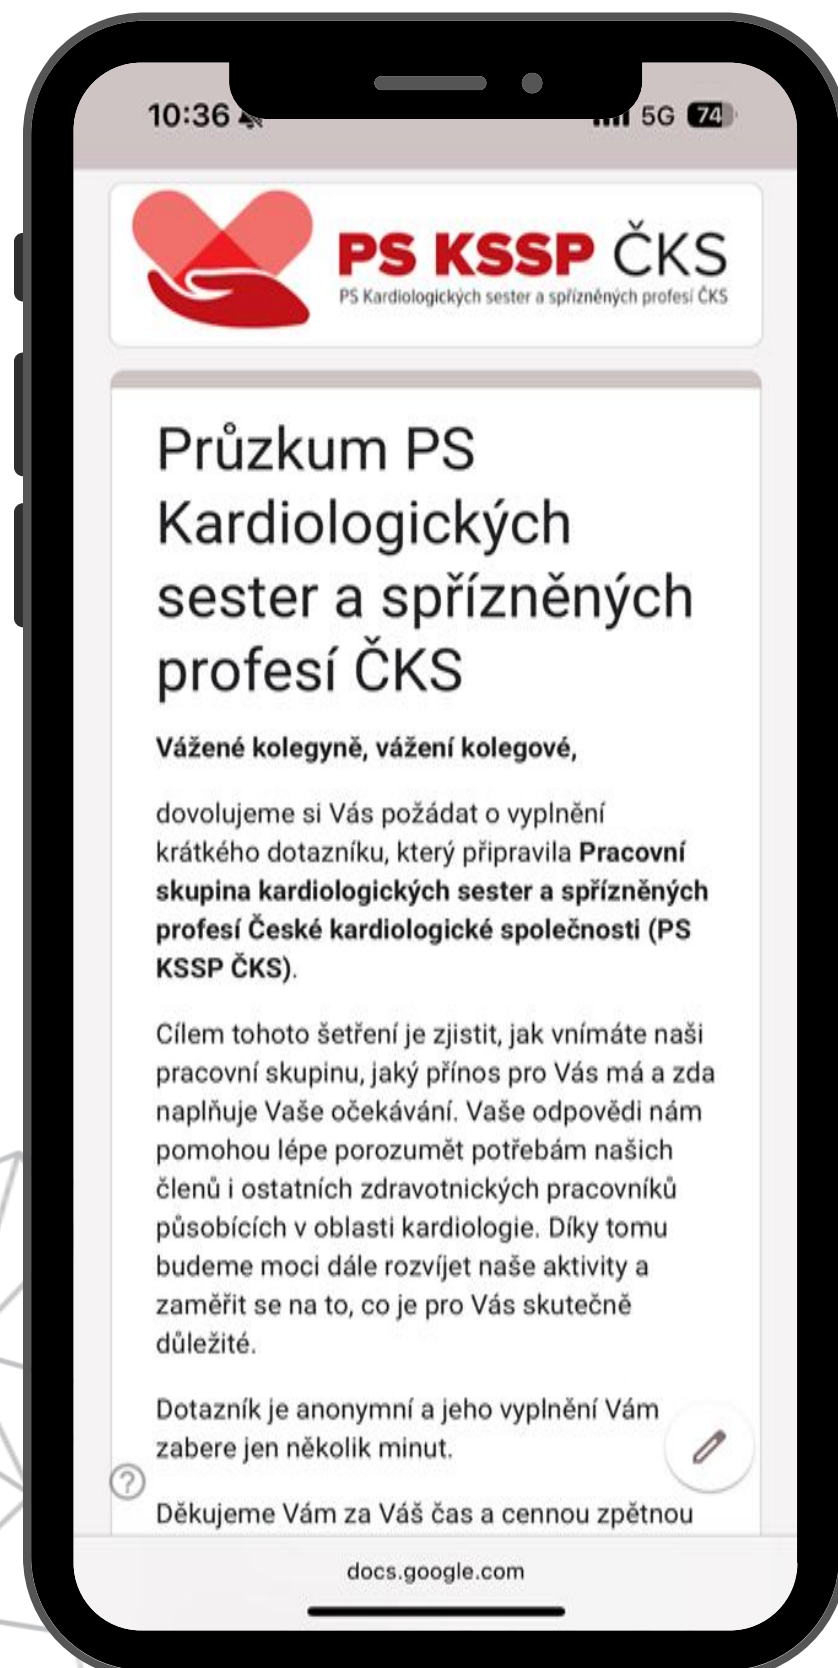 10:36
5G 74
PS KSSP ČKS
PS Kardiologických sester a spřízněných profesí ČKS
Průzkum PS
Kardiologických
sester a spřízněných
profesí ČKS
Vážené kolegyně, vážení kolegové,
dovolujeme si Vás požádat o vyplnění
krátkého dotazníku, který připravila Pracovní
skupina kardiologických sester a spřízněných
profesí České kardiologické společnosti (PS
KSSP ČKS).
Cílem tohoto šetření je zjistit, jak vnímáte naši
pracovní skupinu, jaký přínos pro Vás má a zda
naplňuje Vaše očekávání. Vaše odpovědi nám
pomohou lépe porozumět potřebám našich
členů i ostatních zdravotnických pracovníků
působících v oblasti kardiologie. Díky tomu
budeme moci dále rozvíjet naše aktivity a
zaměřit se na to, co je pro Vás skutečně
důležité.
Dotazník je anonymní a jeho vyplnění Vám
zabere jen několik minut.
Děkujeme Vám za Váš čas a cennou zpětnou
docs.google.com